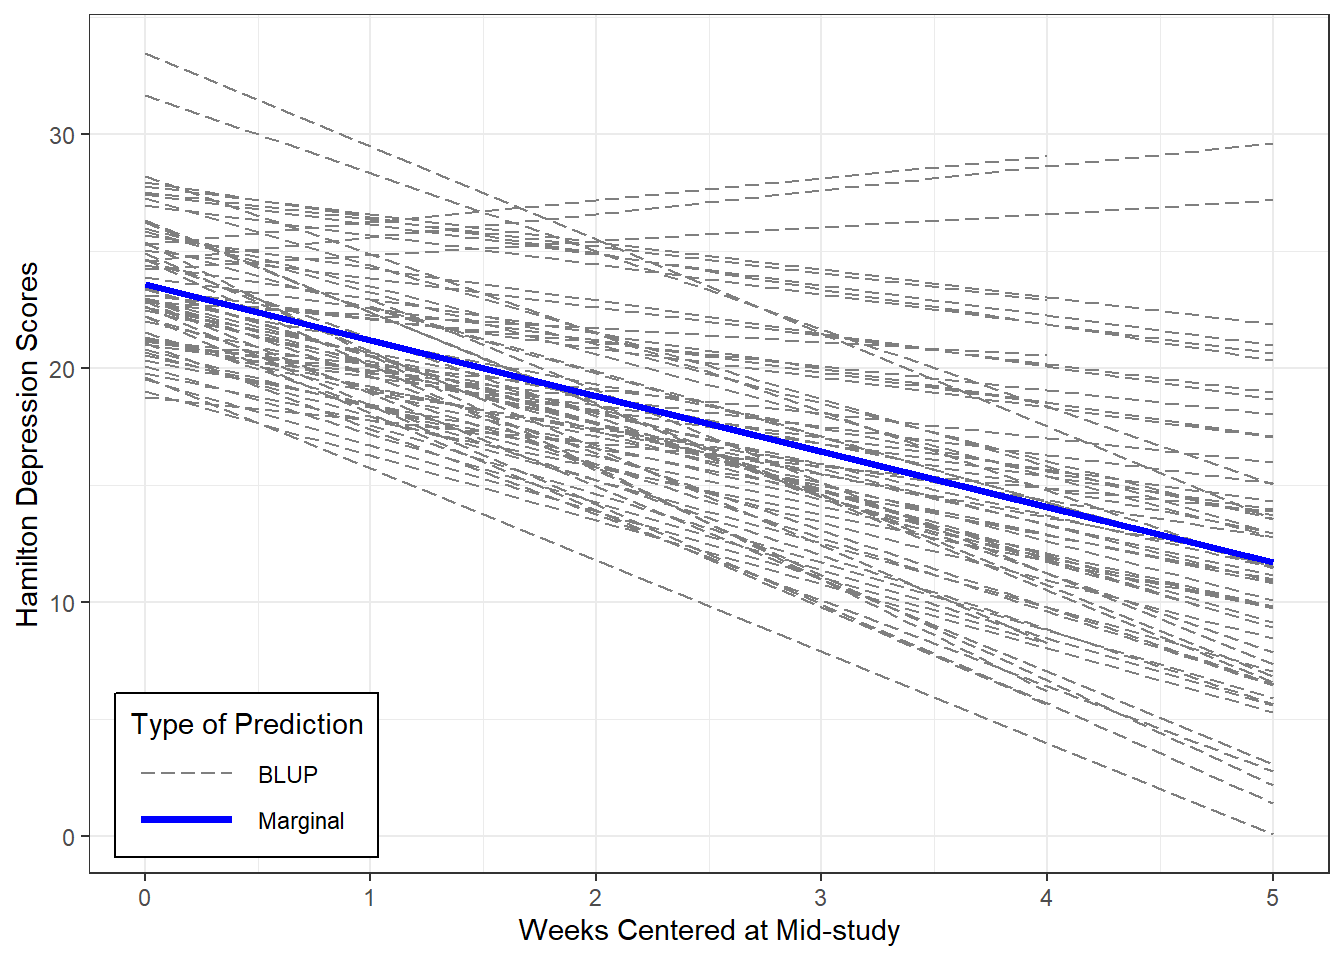 Hamilton Depression Scores
30
20
10
0
Type of Prediction
BLUP
Marginal
0 1 2 3 4 5
Weeks Centered at Mid-study